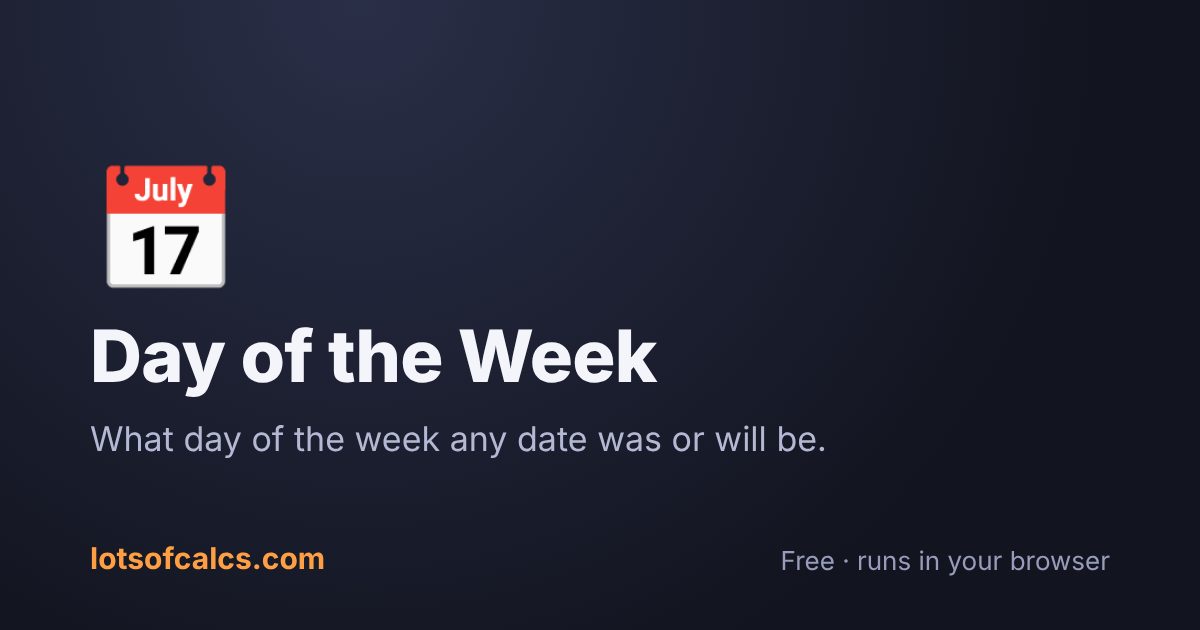 July
17
Day of the Week
What day of the week any date was or will be.
lotsofcalcs.com
Free · runs in your browser